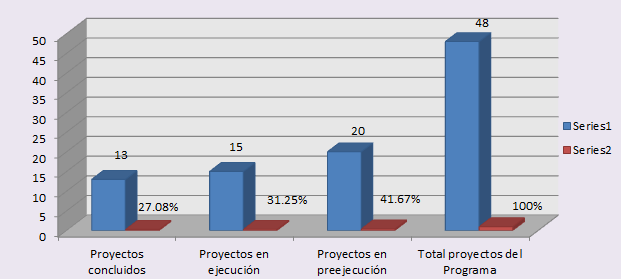 50
45
40
35
30
25
20
15
10
5
0
13
27.08%
15
31.25%
20
41.67%
48
100%
Proyectos
concluidos
Proyectos en
ejecución
Proyectos en
preejecución
Total proyectos del
Programa
Series1
Series2